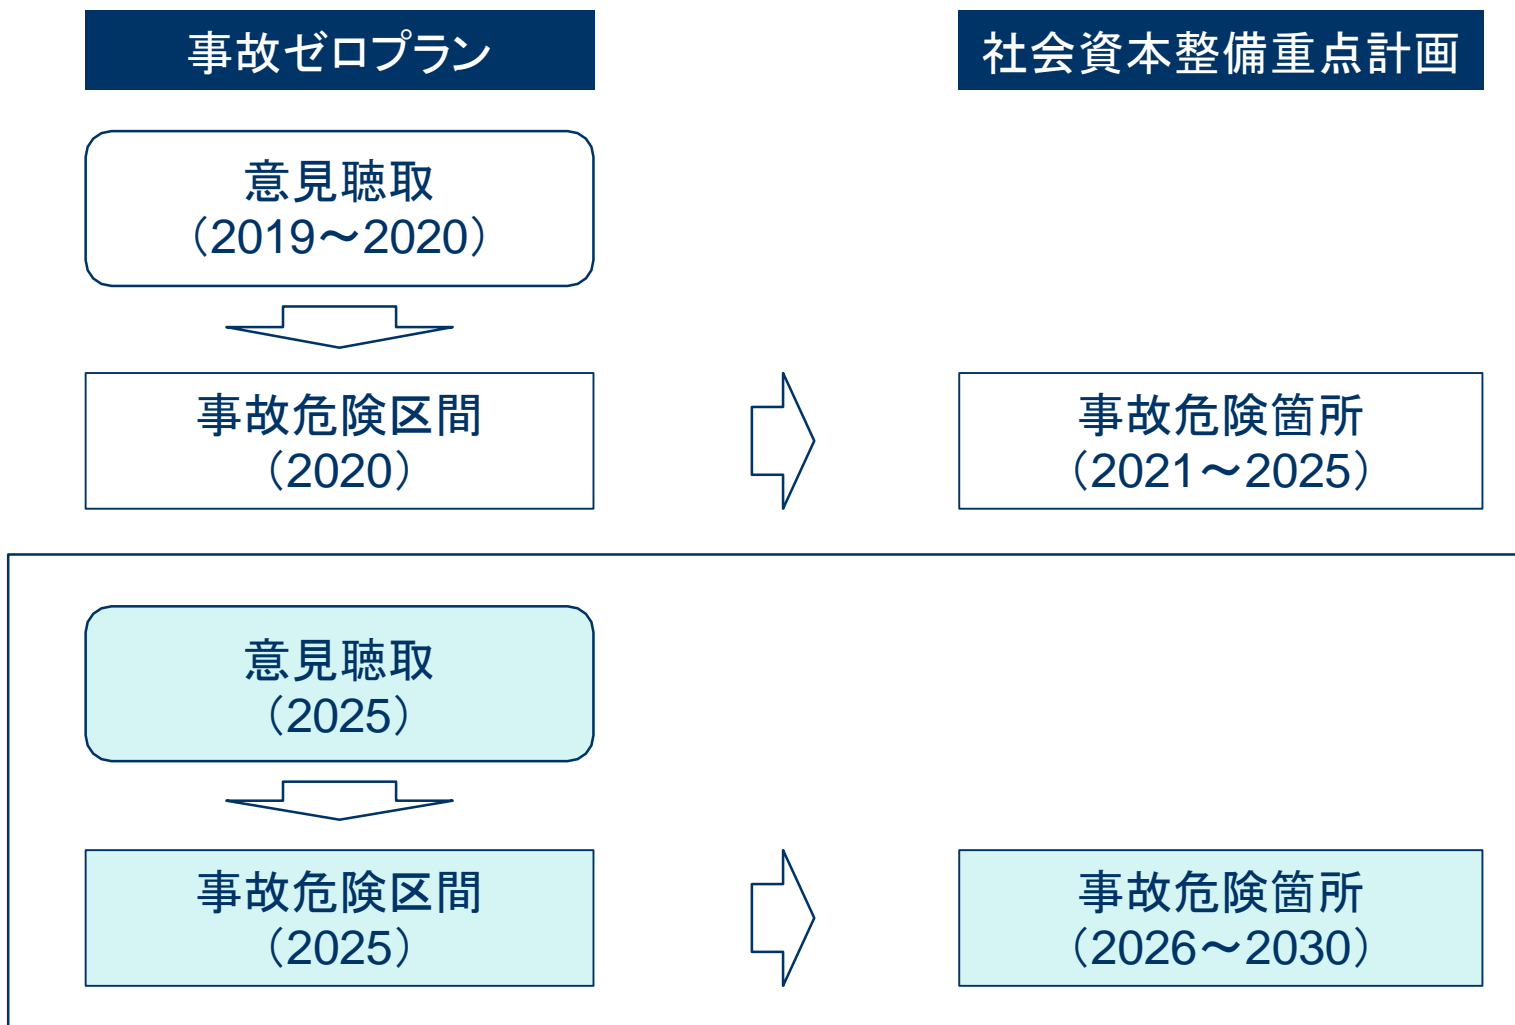 事故ゼロプラン
社会資本整備重点計画
意見聴取
（2019～2020）
事故危険区間
（2020）
事故危険箇所
（2021～2025）
意見聴取
（2025）
事故危険区間
（2025）
事故危険箇所
（2026～2030）